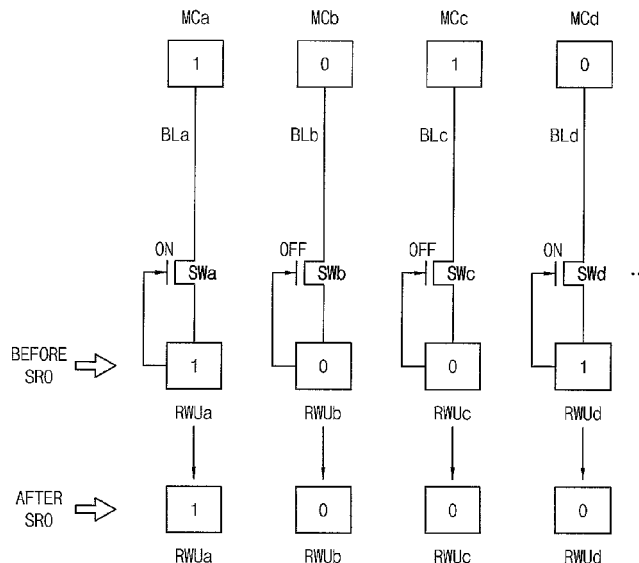 MCa MCb MCc MCd
1 0 1 0
BLa BLb BLc BLd
ON OFF OFF ON
SWa SWb SWc SWd ..
BEFORE SRO
1 0 0 1
RWUa RWUb RWUc RWUd
AFTER SRO
1 0 0 0
RWUa RWUb RWUc RWUd